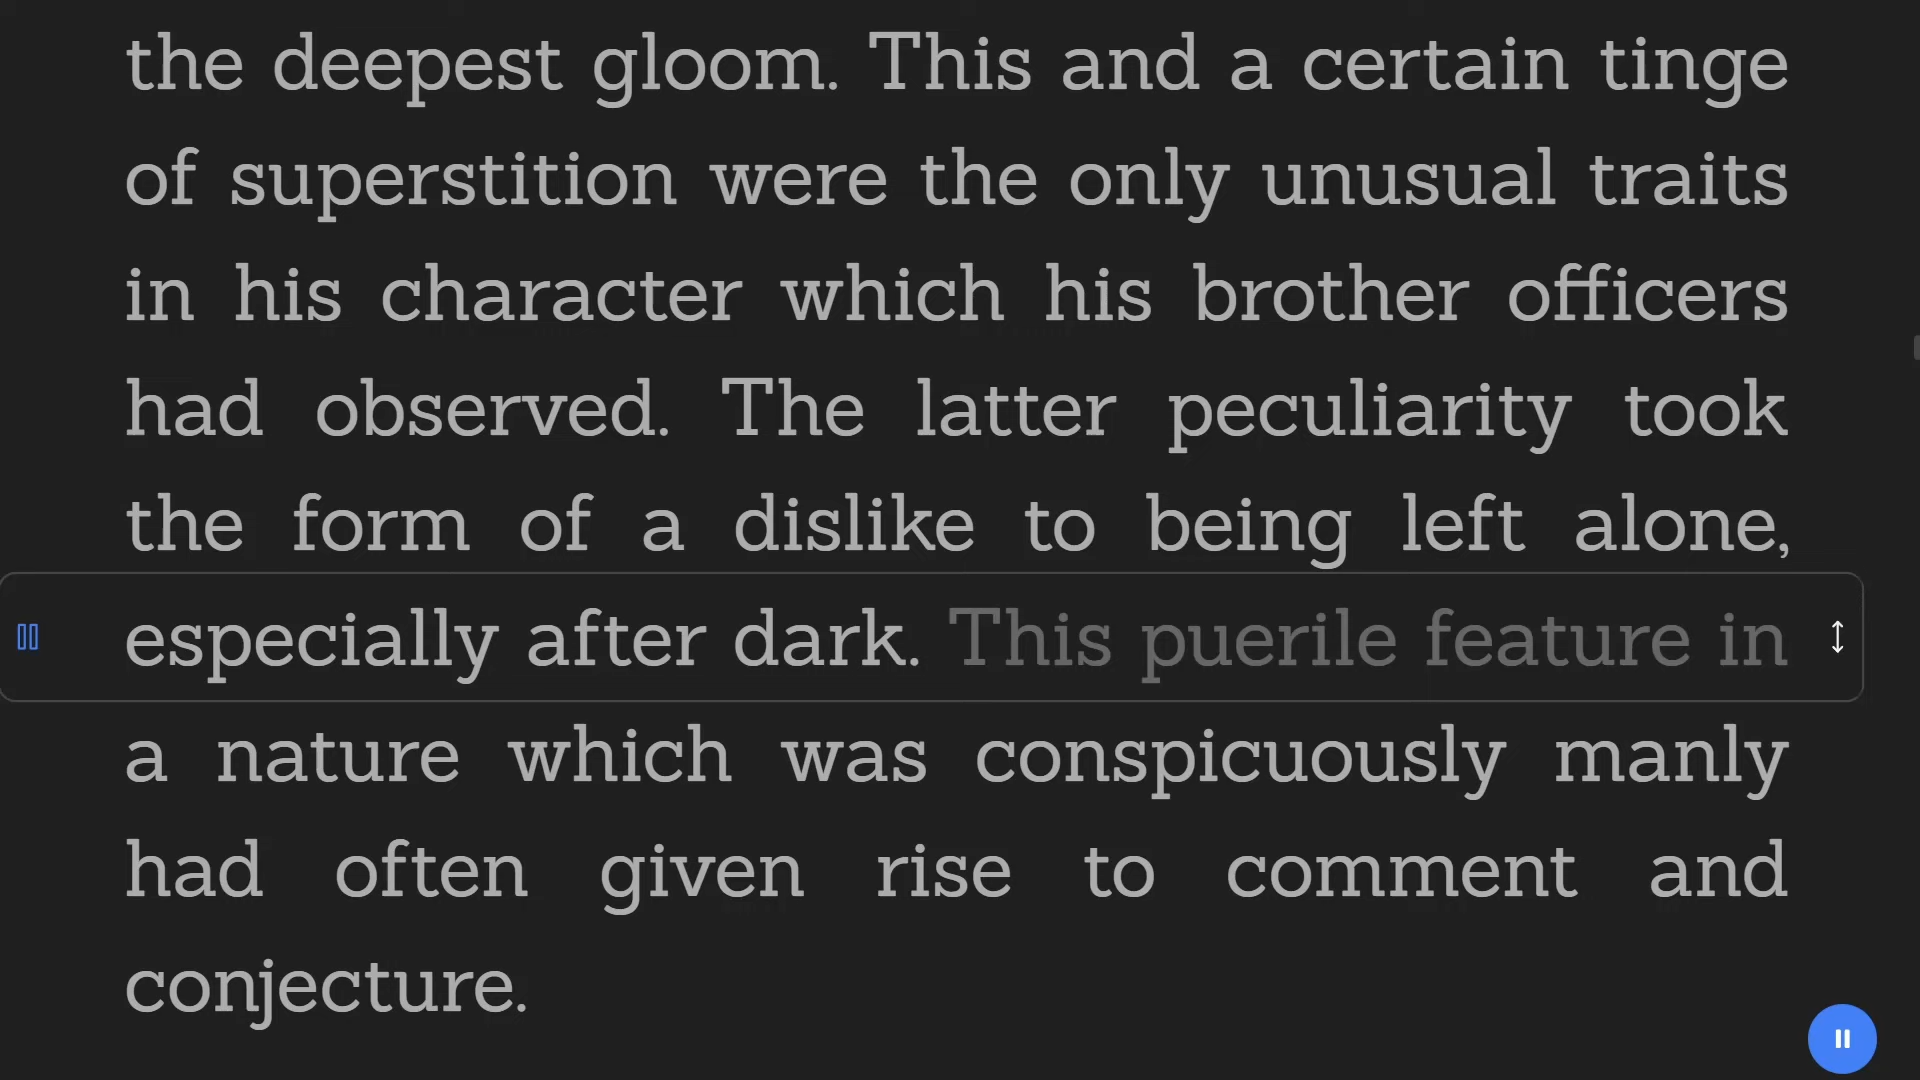 the deepest gloom. This and a certain tinge
of superstition were the only unusual traits
in his character which his brother officers
had observed. The latter peculiarity took
the form of a dislike to being left alone,
especially after dark. This puerile feature in
a nature which was conspicuously manly
had often given rise to comment and
conjecture.